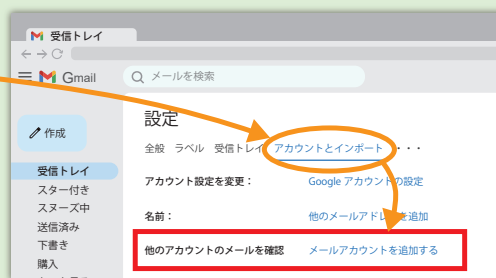 受信トレイ
Gmail
メールを検索
設定
作成
全般 ラベル 受信トレイ アカウントとインポート ・・・
受信トレイ
スター付き
スヌーズ中
送信済み
下書き
購入
アカウント設定を変更： Google アカウントの設定
名前： 他のメールアドレスを追加
他のアカウントのメールを確認 メールアカウントを追加する